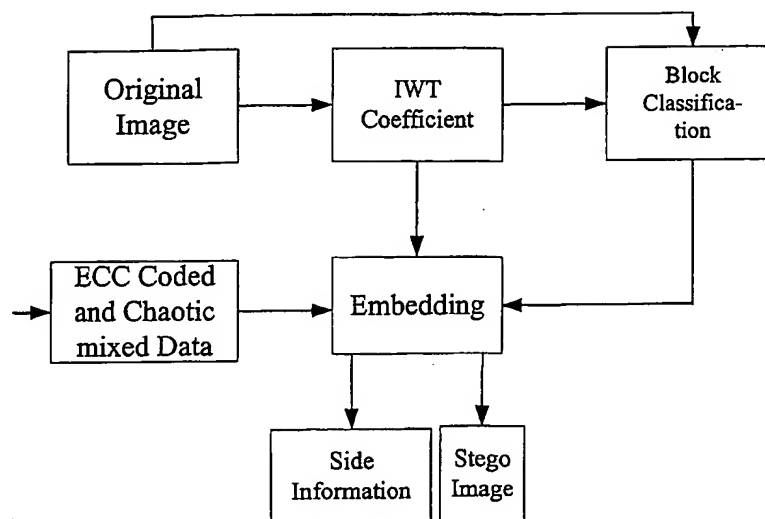 Original
Image
IWT
Coefficient
Block
Classifica-
tion
ECC Coded
and Chaotic
mixed Data
Embedding
Side
Information
Stego
Image